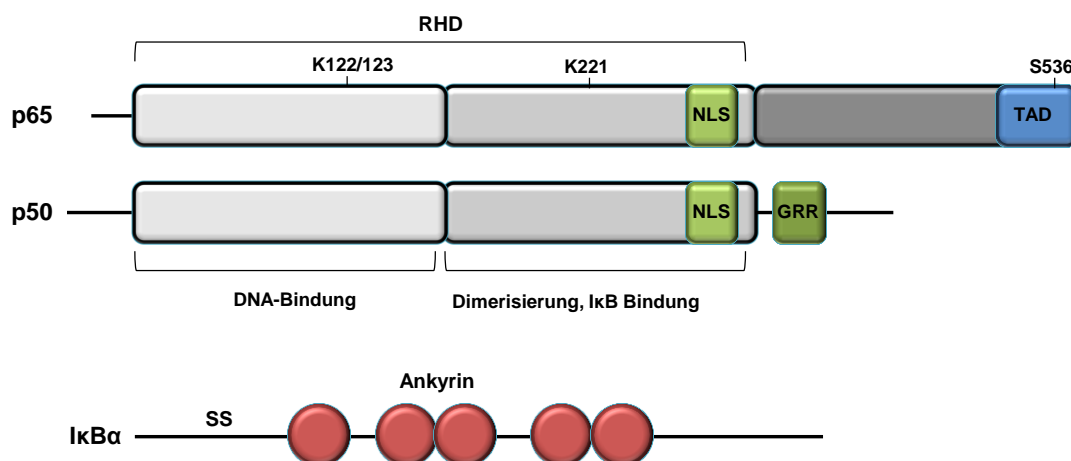 RHD
K122/123
K221
S536
p65
NLS
TAD
p50
NLS
GRR
DNA-Bindung
Dimerisierung, IκB Bindung
Ankyrin
SS
IκBα